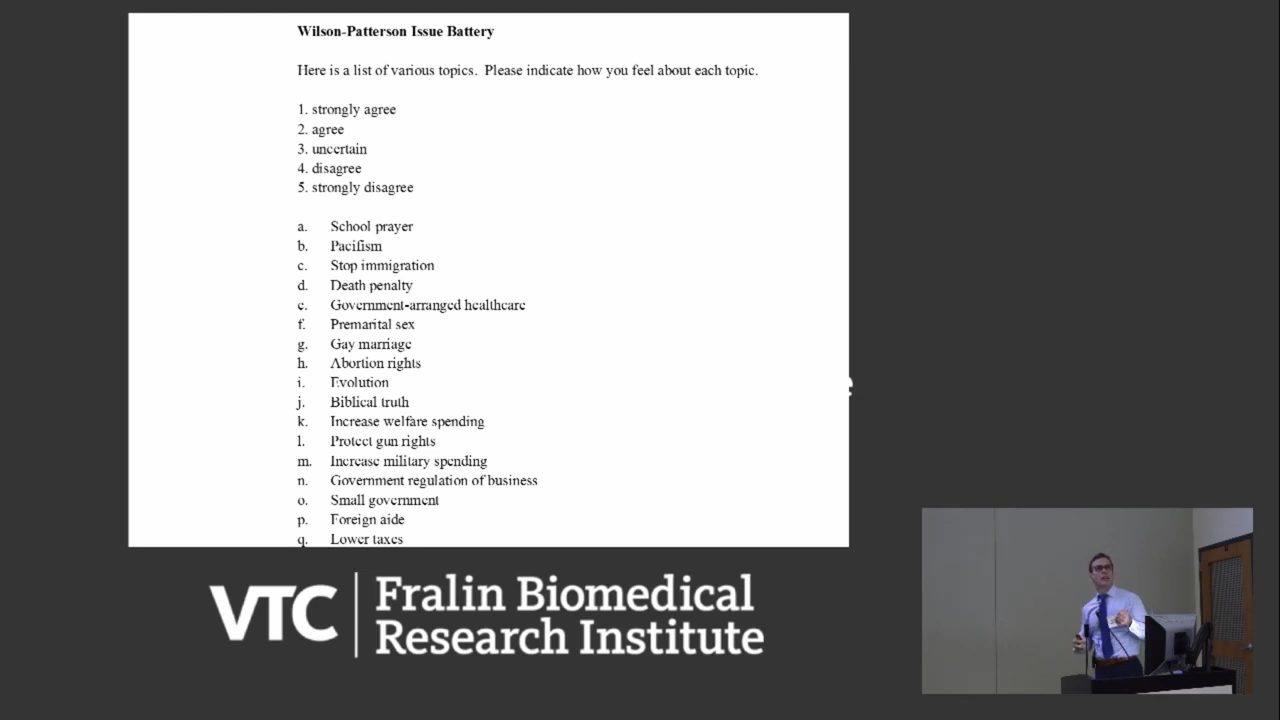 Wilson-Patterson Issue Battery
Here is a list of various topics.  Please indicate how you feel about each topic.
1. strongly agree
2. agree
3. uncertain
4. disagree
5. strongly disagree
a. School prayer
b. Pacifism
c. Stop immigration
d. Death penalty
e. Government-arranged healthcare
f. Premarital sex
g. Gay marriage
h. Abortion rights
i. Evolution
j. Biblical truth
k. Increase welfare spending
l. Protect gun rights
m. Increase military spending
n. Government regulation of business
o. Small government
p. Foreign aide
q. Lower taxes
VTC Fralin Biomedical
Research Institute